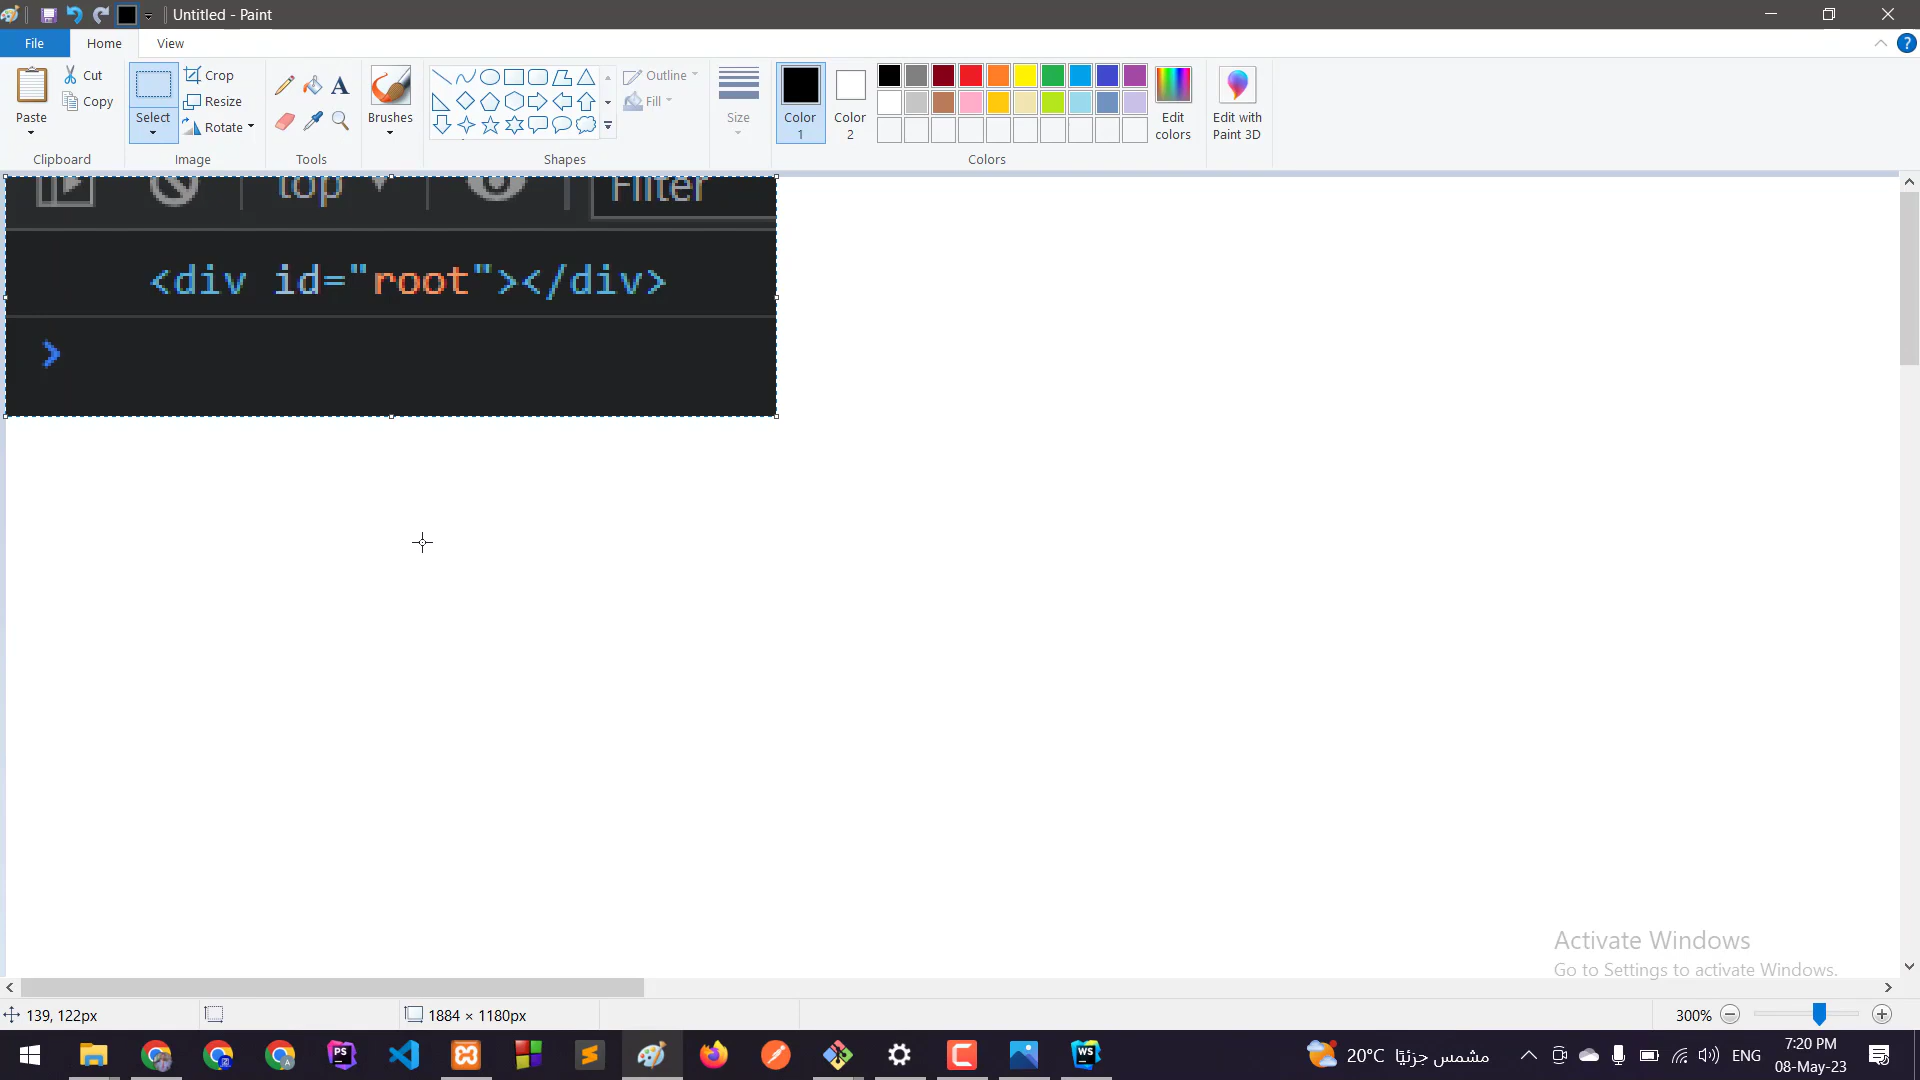 Untitled - Paint
File
Home
View
Paste
Cut
Copy
Clipboard
Select
Crop
Resize
Rotate
Image
A
Tools
Brushes
Shapes
Outline
Fill
Size
Color 1
Color 2
Colors
Edit colors
Edit with Paint 3D
?
top
Filter
<div id="root"></div>
>
Activate Windows
Go to Settings to activate Windows.
139, 122px
1884 × 1180px
300%
PS
WS
20°C مشمس جزئيًا
ENG
7:20 PM
08-May-23